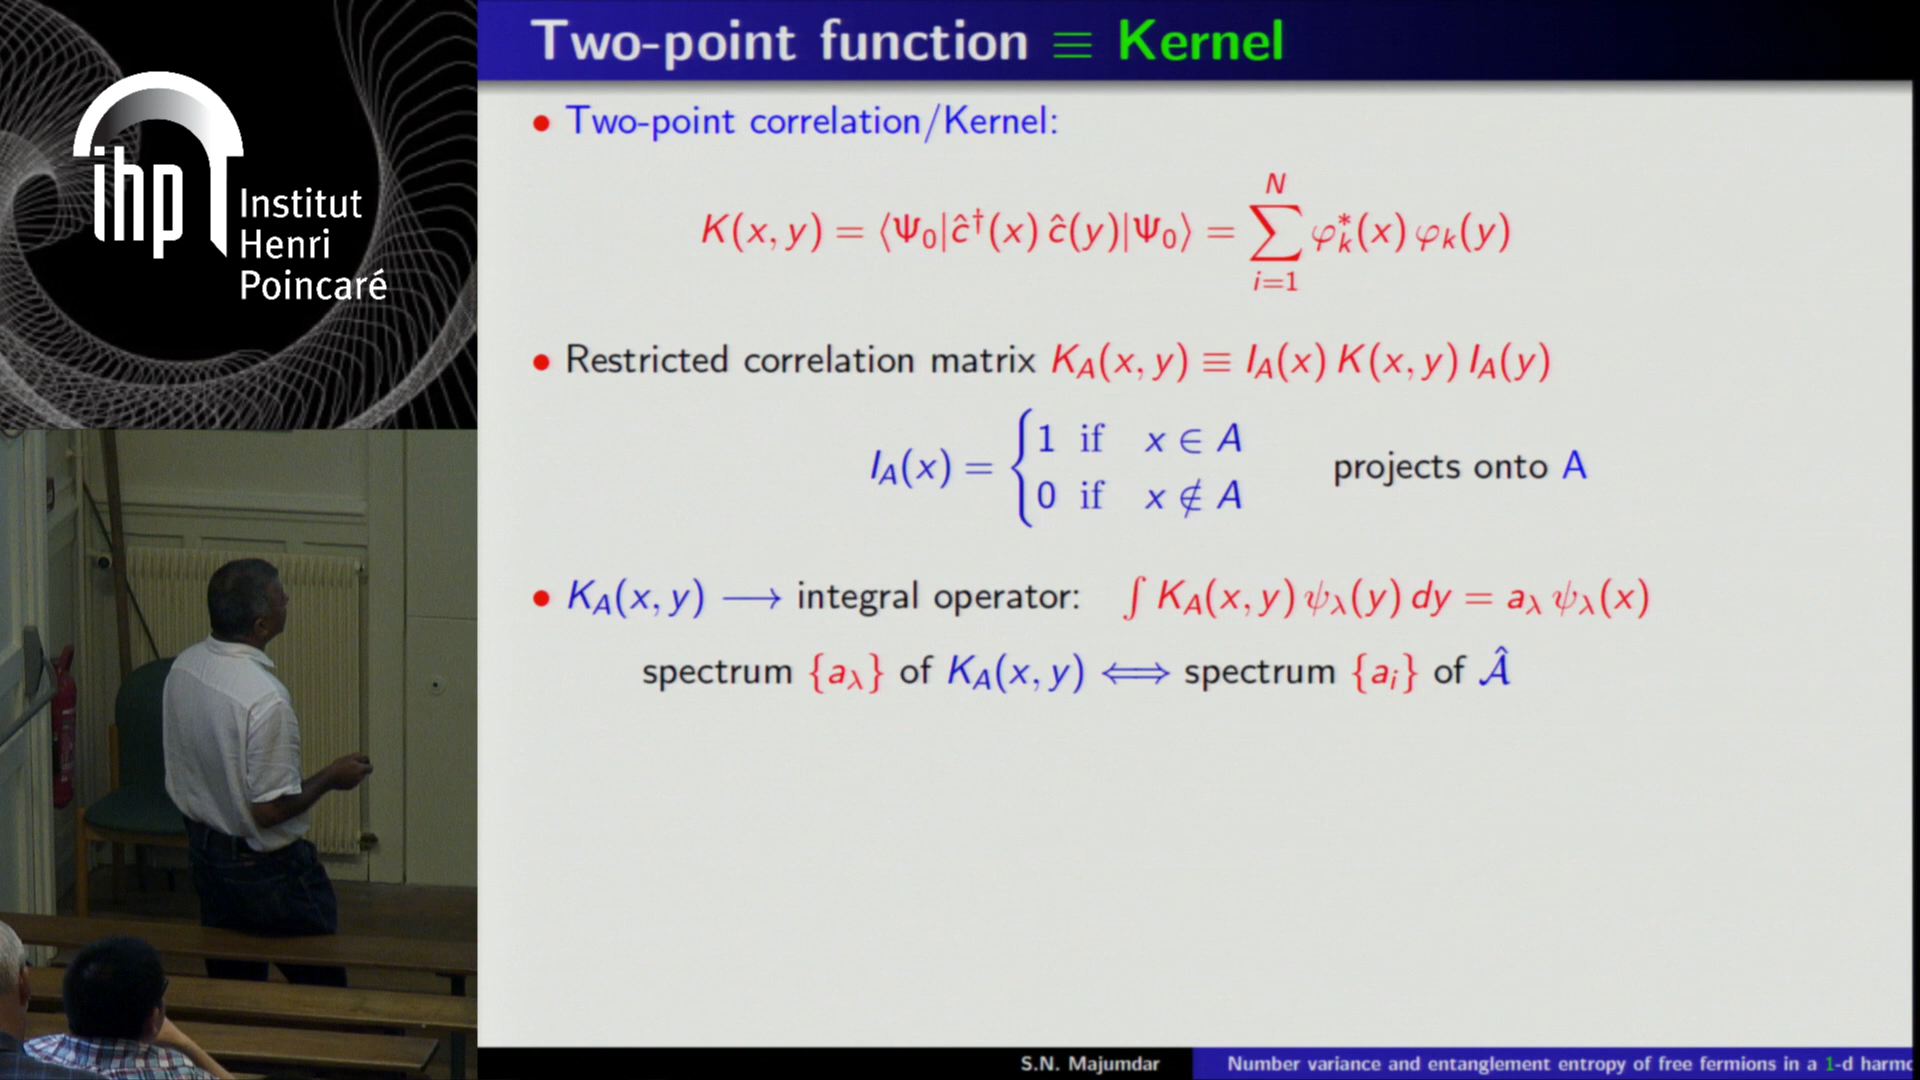 ihp
Institut
Henri
Poincaré
Two-point function ≡ Kernel
• Two-point correlation/Kernel:
K(x, y) = ⟨Ψ₀|ĉ†(x) ĉ(y)|Ψ₀⟩ = ∑_{i=1}^{N} φ*_k(x) φ_k(y)
• Restricted correlation matrix K_A(x, y) ≡ I_A(x) K(x, y) I_A(y)
I_A(x) = { 1 if x ∈ A
0 if x ∉ A
projects onto A
• K_A(x, y) ⟶ integral operator: ∫ K_A(x, y) ψ_λ(y) dy = a_λ ψ_λ(x)
spectrum {a_λ} of K_A(x, y) ⟺ spectrum {a_i} of Â
S.N. Majumdar
Number variance and entanglement entropy of free fermions in a 1-d harmo